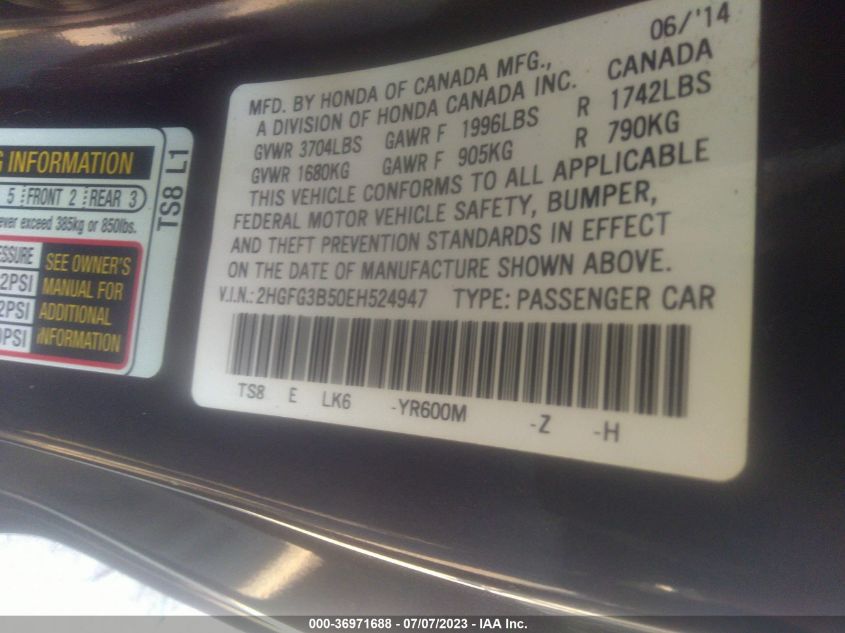 06/'14
MFD. BY HONDA OF CANADA MFG.,
A DIVISION OF HONDA CANADA INC. CANADA
GVWR 3704LBS GAWR F 1996LBS R 1742LBS
GVWR 1680KG GAWR F 905KG R 790KG
THIS VEHICLE CONFORMS TO ALL APPLICABLE
FEDERAL MOTOR VEHICLE SAFETY, BUMPER,
AND THEFT PREVENTION STANDARDS IN EFFECT
ON THE DATE OF MANUFACTURE SHOWN ABOVE.
V.I.N.: 2HGFG3B50EH524947 TYPE: PASSENGER CAR
TS8 E LK6 -YR600M -Z -H
INFORMATION
5 FRONT 2 REAR 3
exceed 385kg or 850lbs.
TS8 L1
SEE OWNER'S
MANUAL FOR
ADDITIONAL
INFORMATION
000-36971688 - 07/07/2023 - IAA Inc.